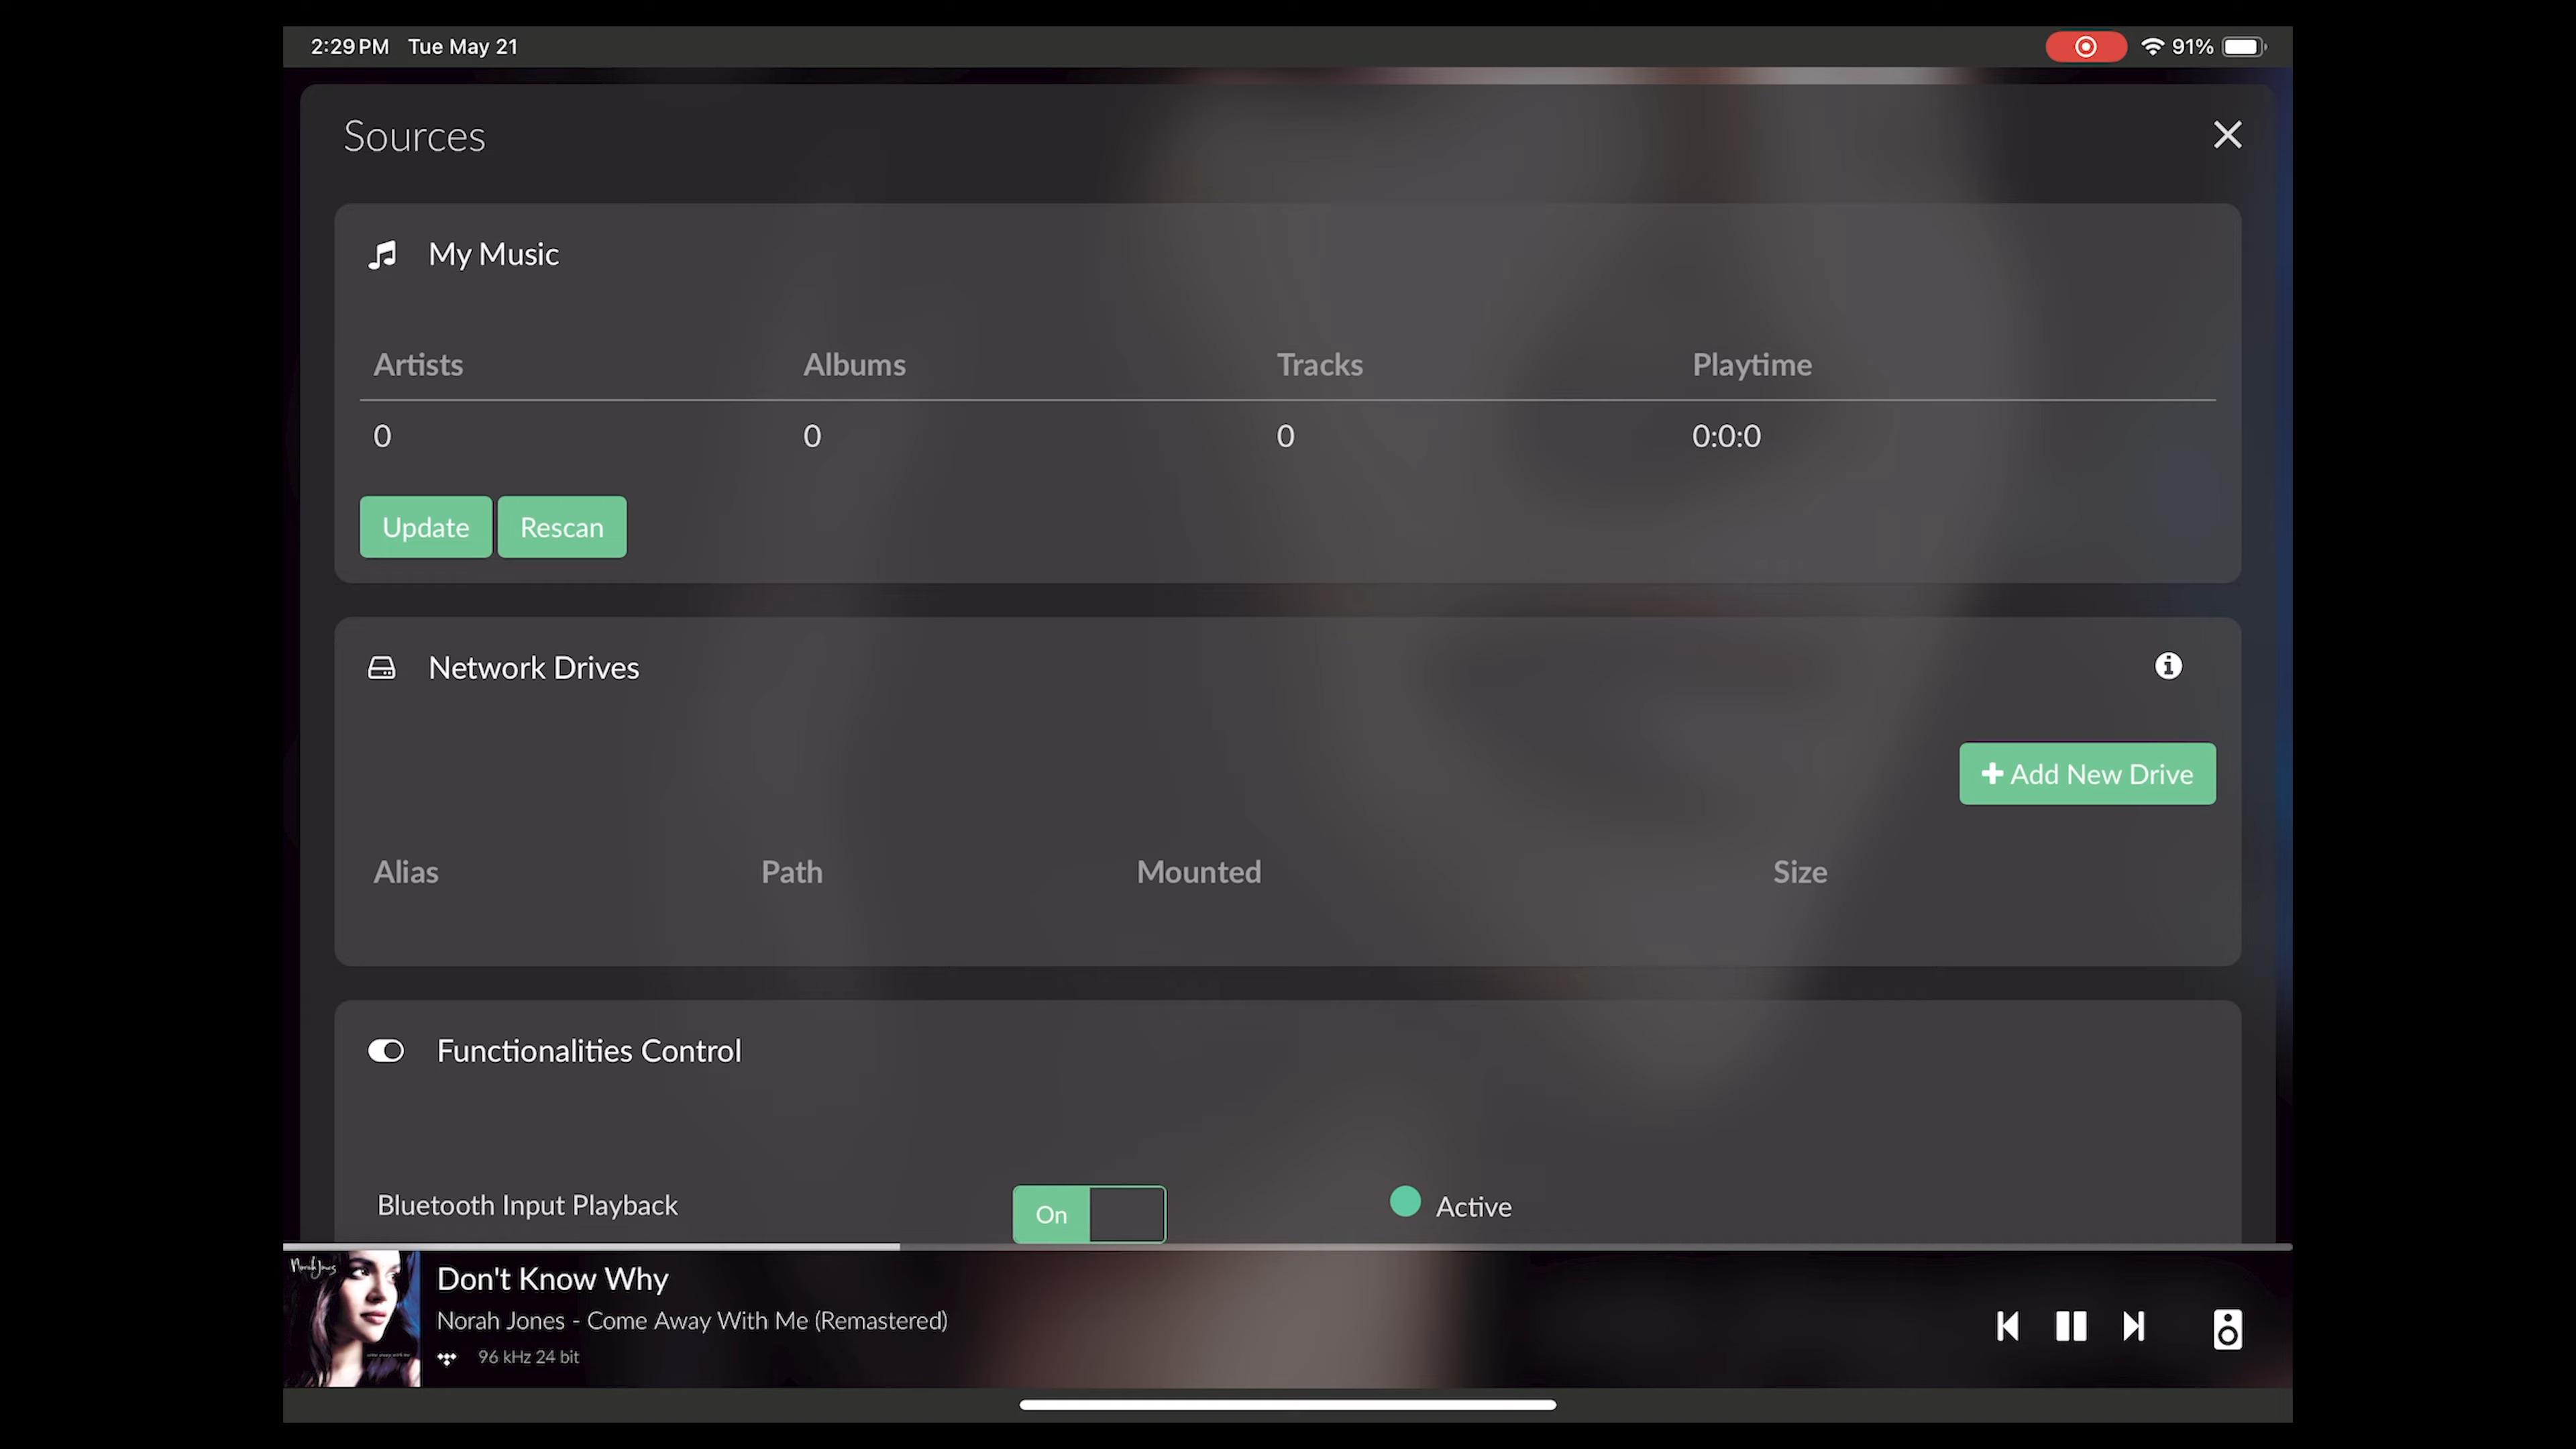 2:29 PM Tue May 21
91%
Sources
My Music
Artists Albums Tracks Playtime
0 0 0 0:0:0
Update Rescan
Network Drives
Add New Drive
Alias Path Mounted Size
Functionalities Control
Bluetooth Input Playback On Active
Norah Jones
Don't Know Why
Norah Jones - Come Away With Me (Remastered)
96 kHz 24 bit